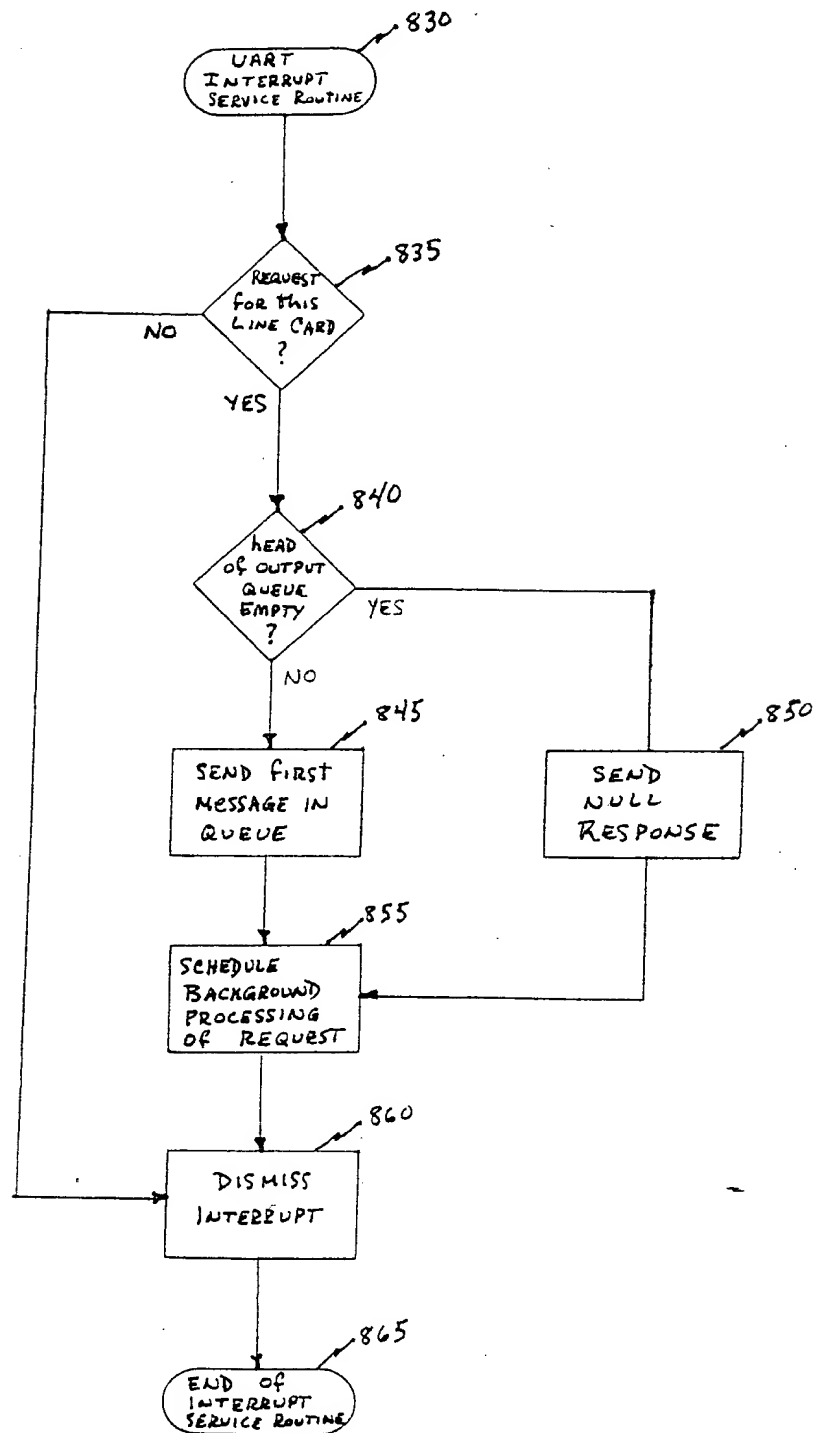 830
UART
INTERRUPT
SERVICE ROUTINE
835
REQUEST
for this
LINE CARD
?
NO
YES
840
hEAD
of OUTPUT
QUEUE
EMPTY
?
YES
NO
845
SEND fIRST
MESSAGE IN
QUEUE
850
SEND
NULL
RESPONSE
855
SCHEDULE
BACKGROUND
PROCESSING
Of REQUEST
860
DISMISS
INTERRUPT
865
END Of
INTERRUPT
SERVICE ROUTINE